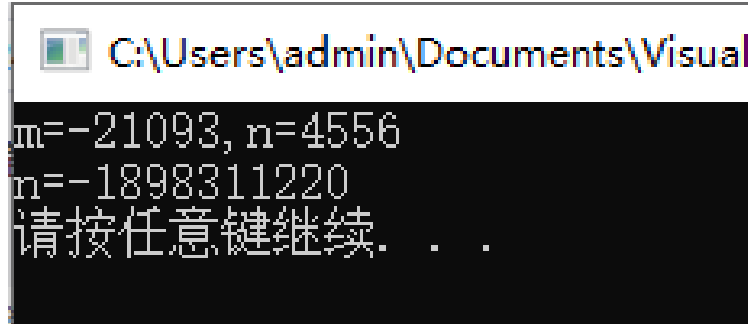 C:\Users\admin\Documents\Visual
m=-21093,n=4556
n=-1898311220
请按任意键继续. . .